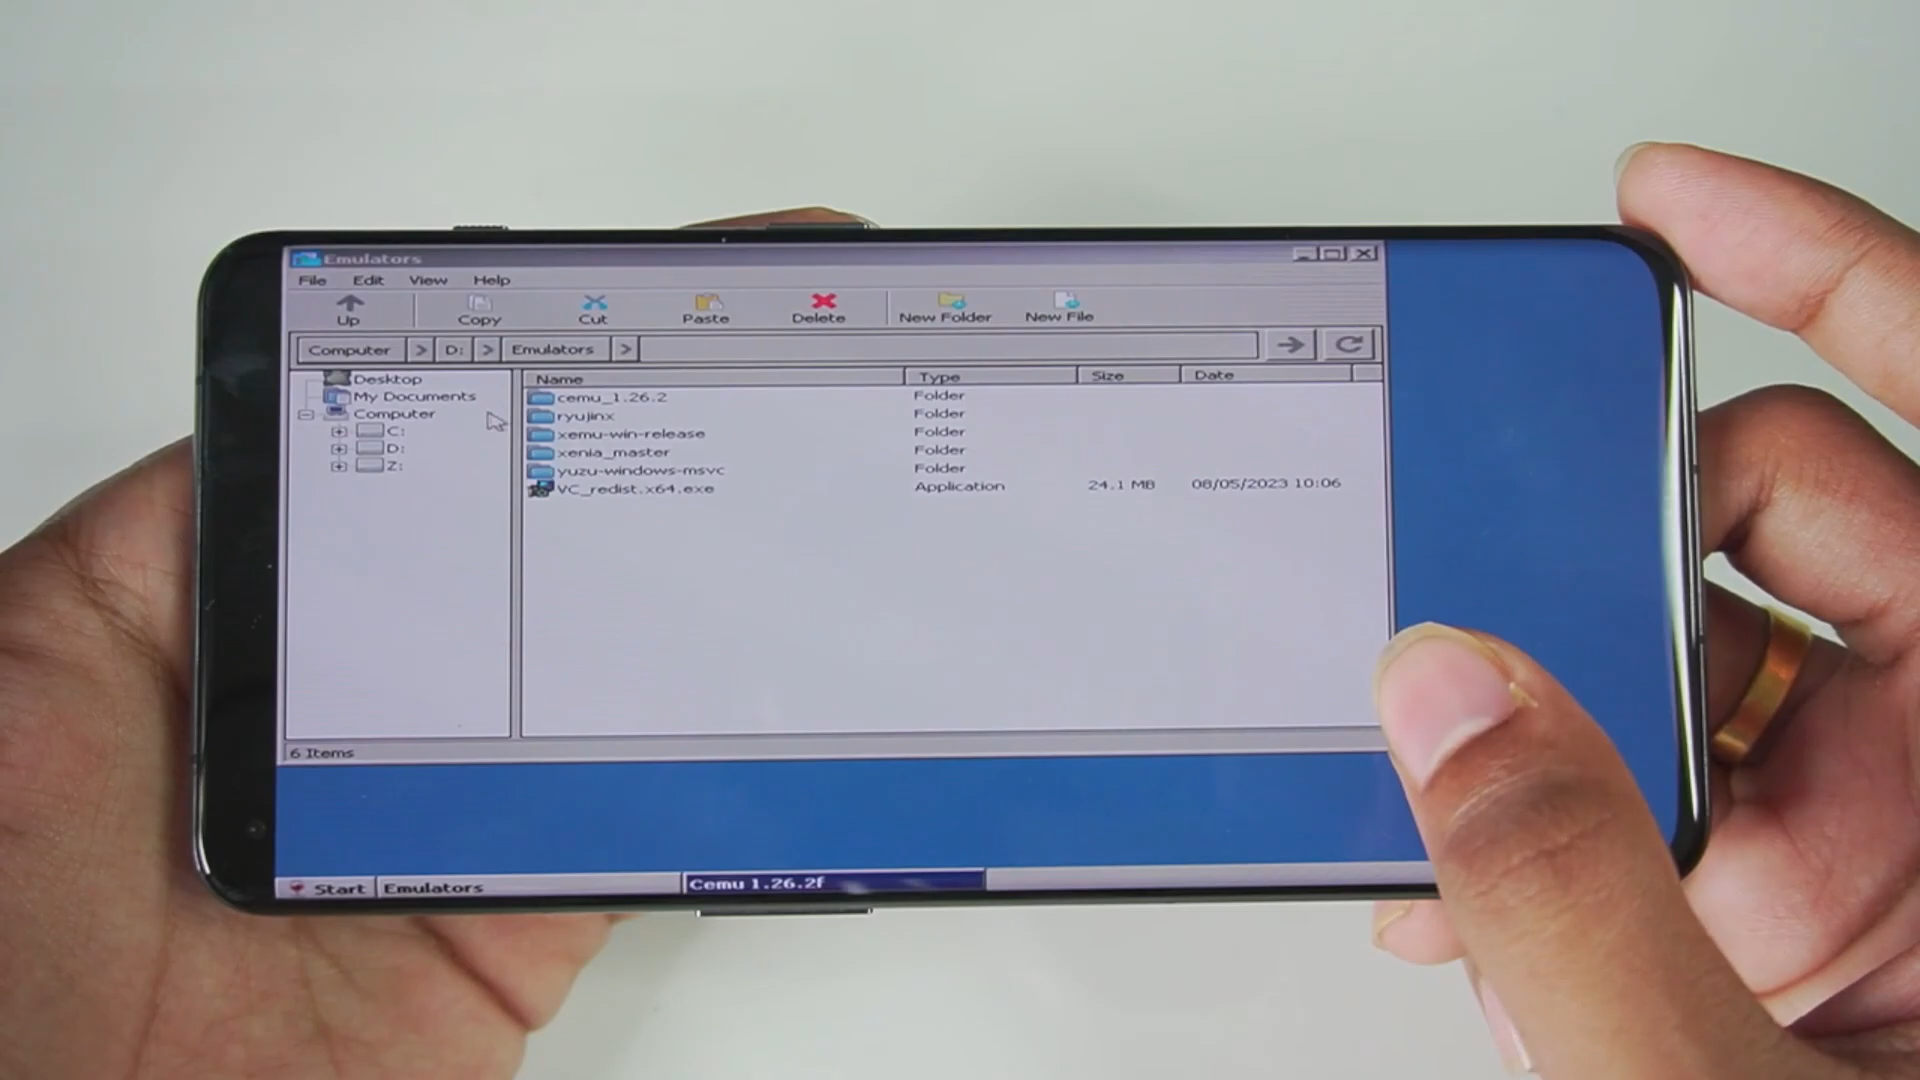 Emulators
File Edit View Help
Up Copy Cut Paste Delete New Folder New File
Computer > D: > Emulators >
Desktop
My Documents
Computer
C:
D:
Z:
Name Type Size Date
cemu_1.26.2 Folder
ryujinx Folder
xemu-win-release Folder
xenia_master Folder
yuzu-windows-msvc Folder
VC_redist.x64.exe Application 24.1 MB 08/05/2023 10:06
6 Items
Start Emulators Cemu 1.26.2f